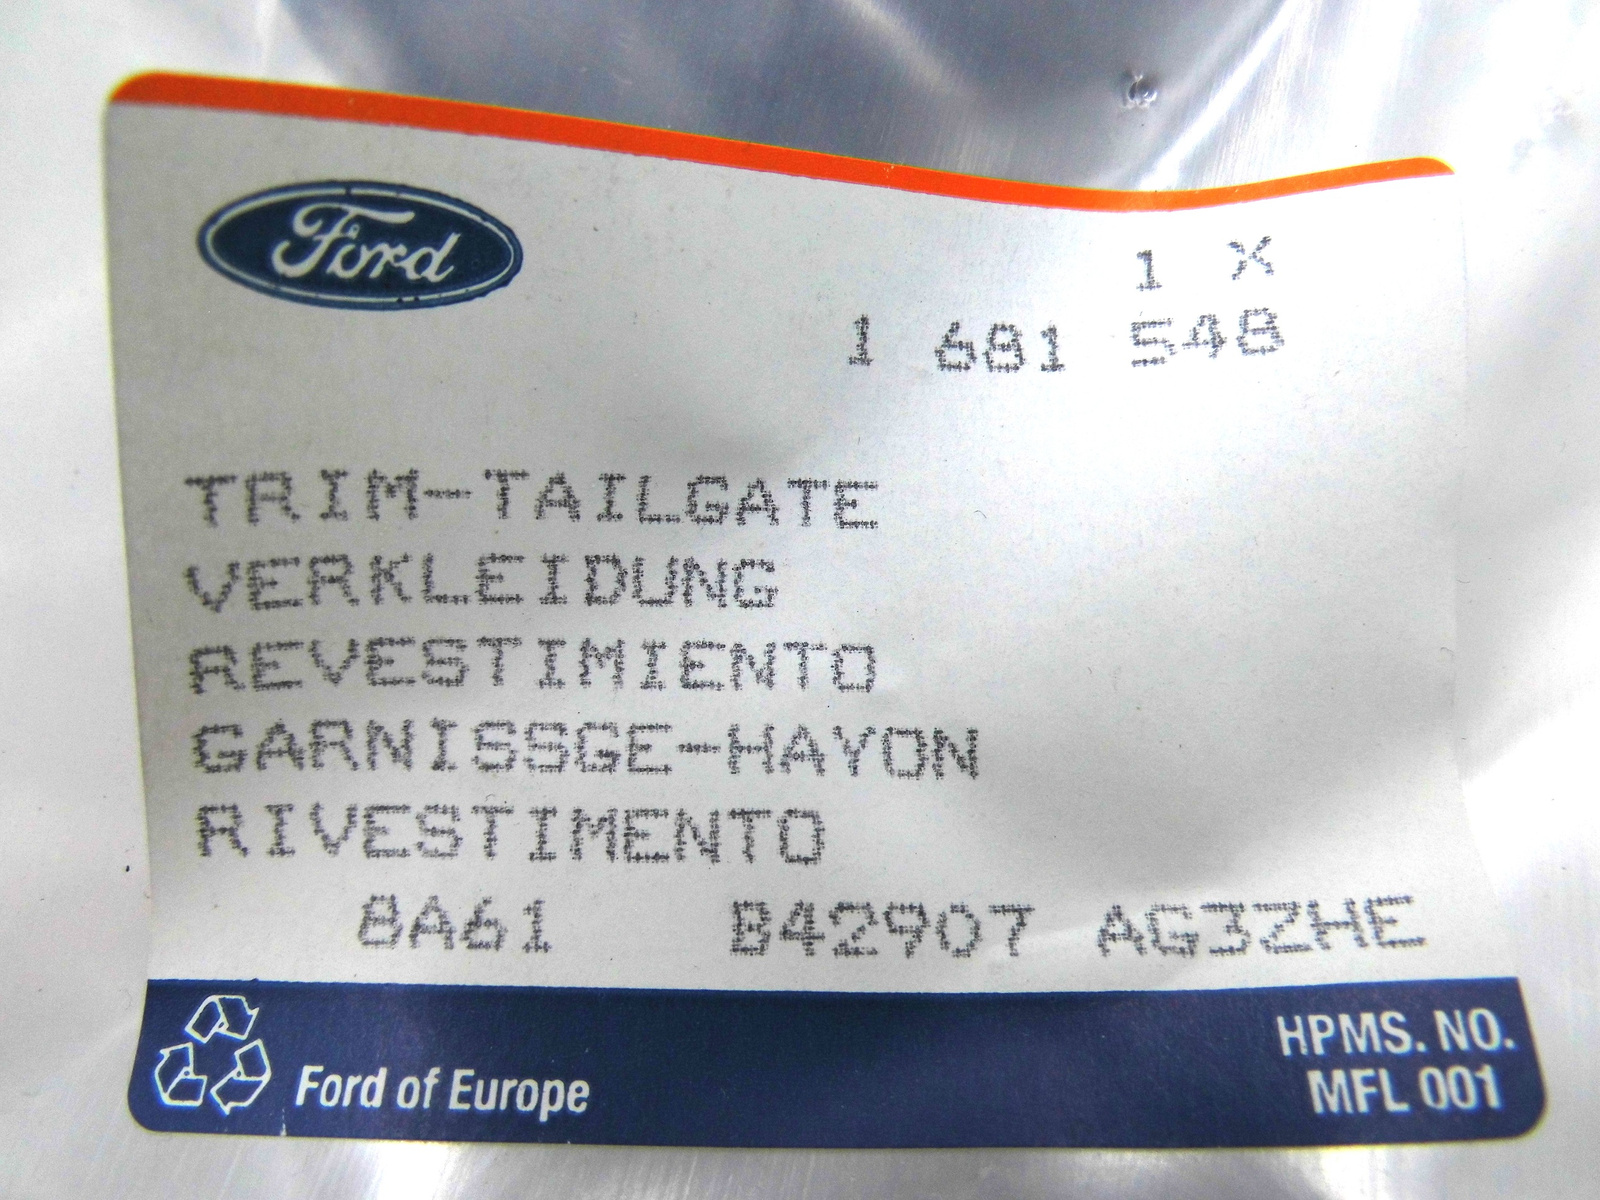 Ford
1 X
1 681 548
TRIM-TAILGATE
VERKLEIDUNG
REVESTIMIENTO
GARNISSGE-HAYON
RIVESTIMENTO
8A61 B42907 AG3ZHE
HPMS. NO.
Ford of Europe MFL 001